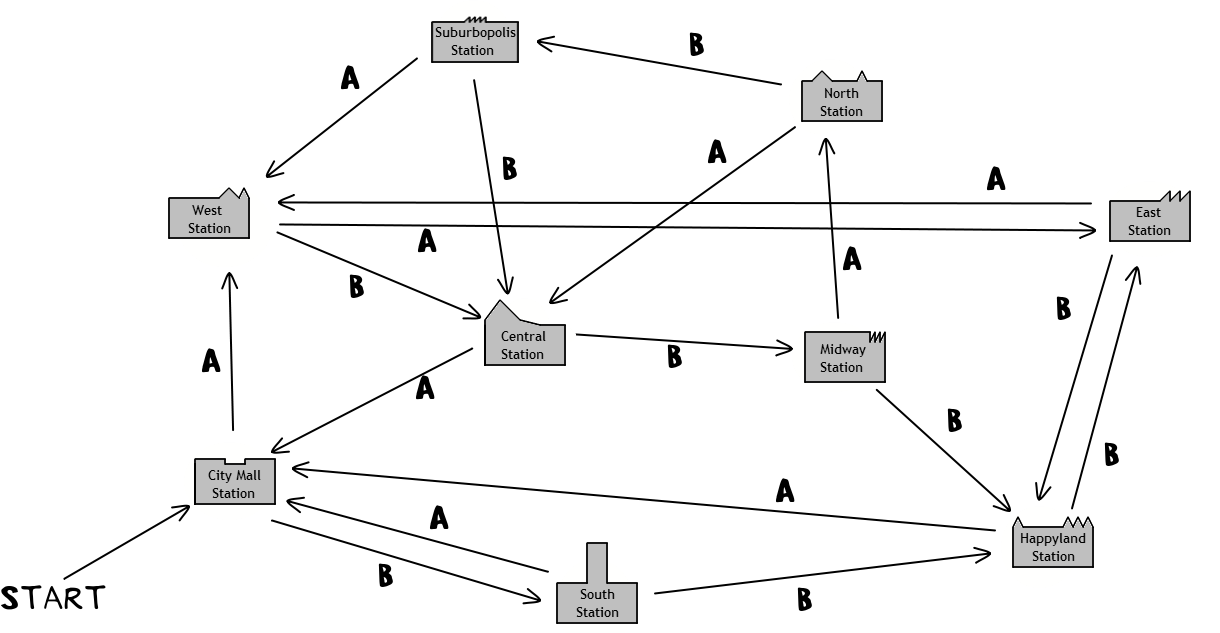 Suburbopolis
Station
B
A
North
Station
A
B
A
West
Station
East
Station
A
A
B
B
Central
Station
B
Midway
Station
A
A
B
B
City Mall
Station
A
A
B
Happyland
Station
B
START
South
Station
B